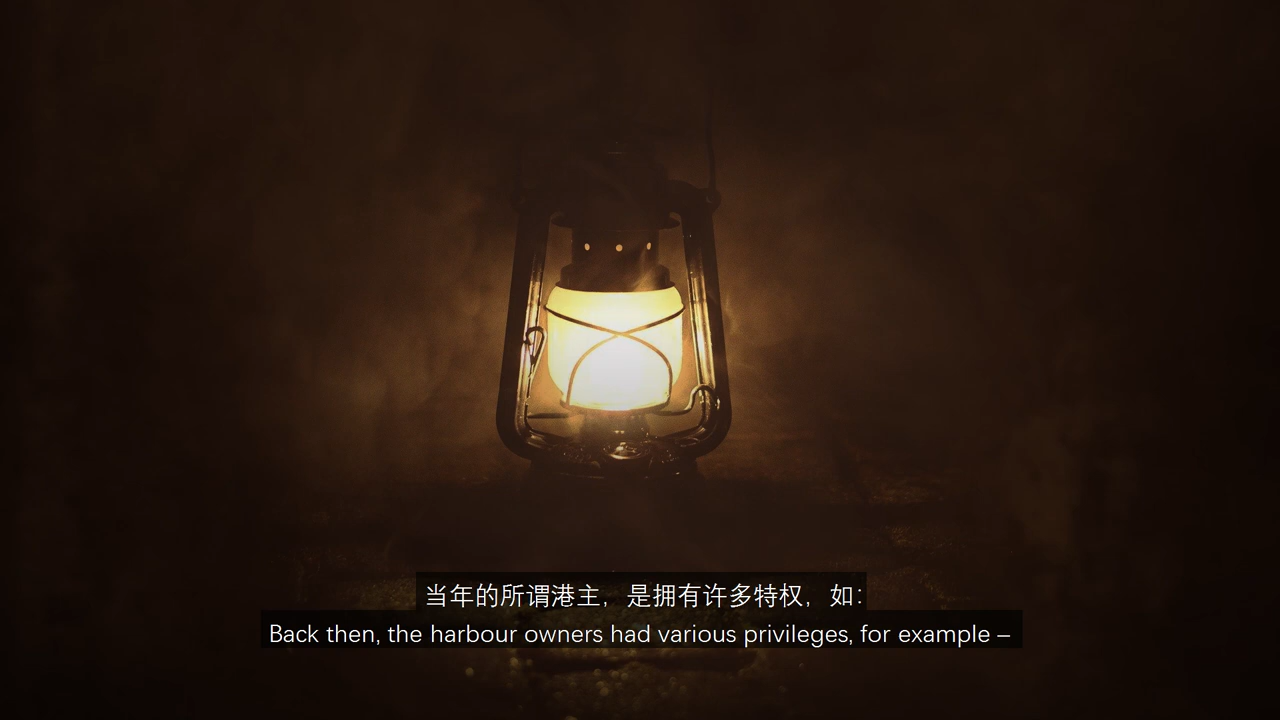 当年的所谓港主，是拥有许多特权，如：
Back then, the harbour owners had various privileges, for example –